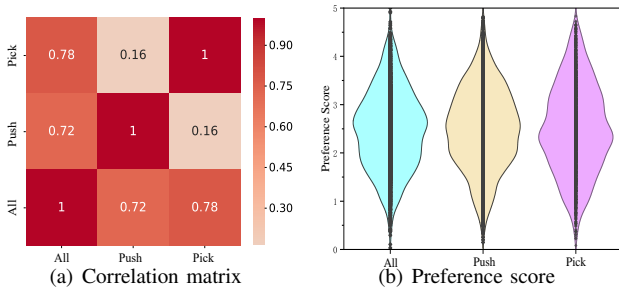 Pick
Push
All
0.78 0.16 1
0.72 1 0.16
1 0.72 0.78
All Push Pick
0.90
0.75
0.60
0.45
0.30
(a) Correlation matrix
Preference Score
5
4
3
2
1
0
All Push Pick
(b) Preference score